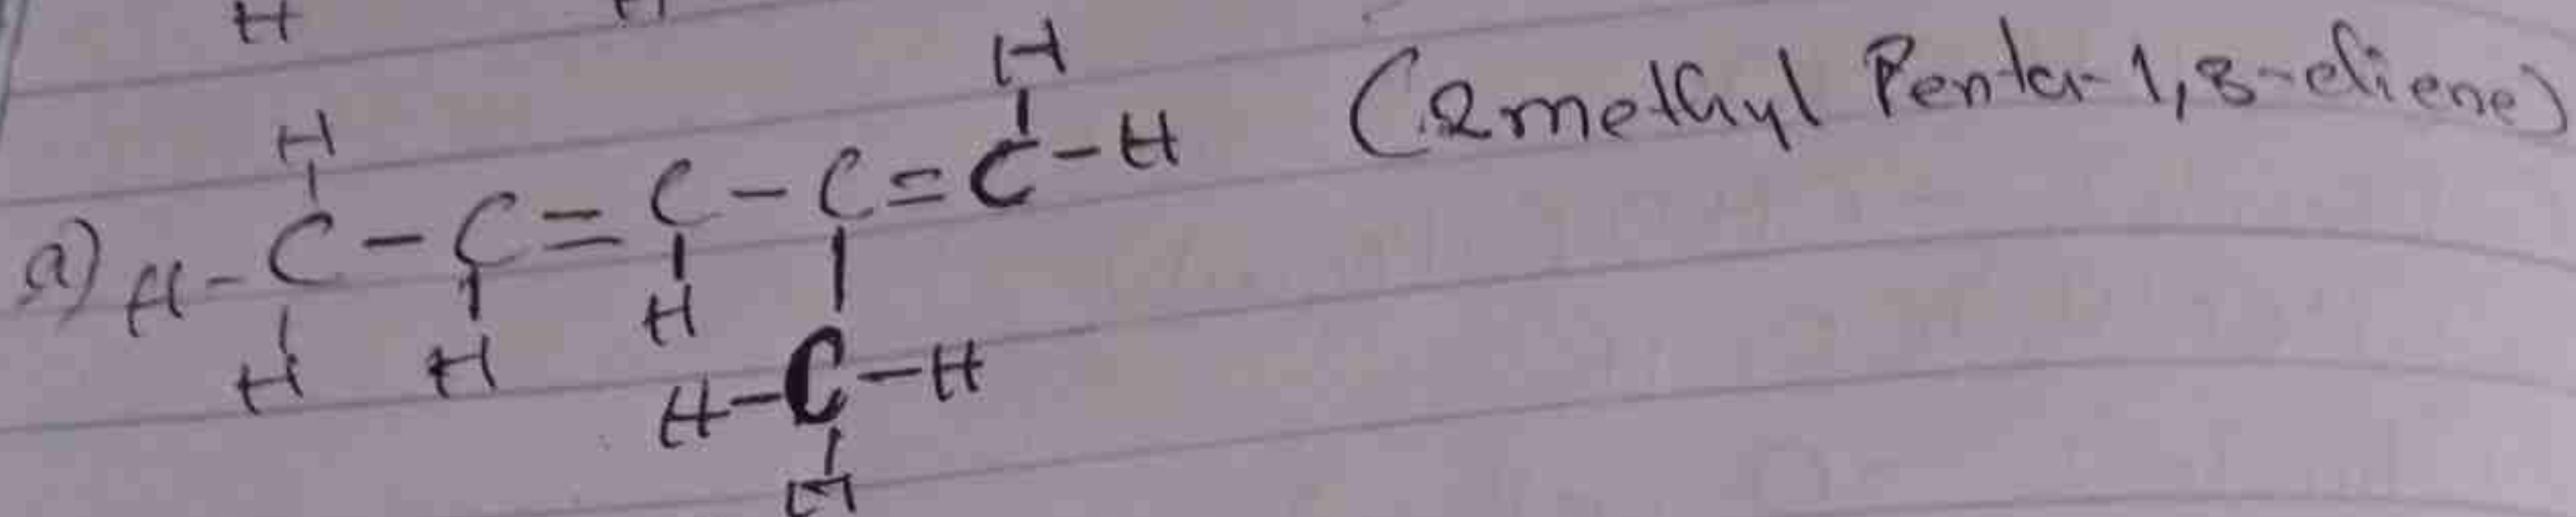 H H
H
H (2methyl Penta-1,3-diene)
a) H-C-C=C-C=C-H
H H H
H-C-H
H